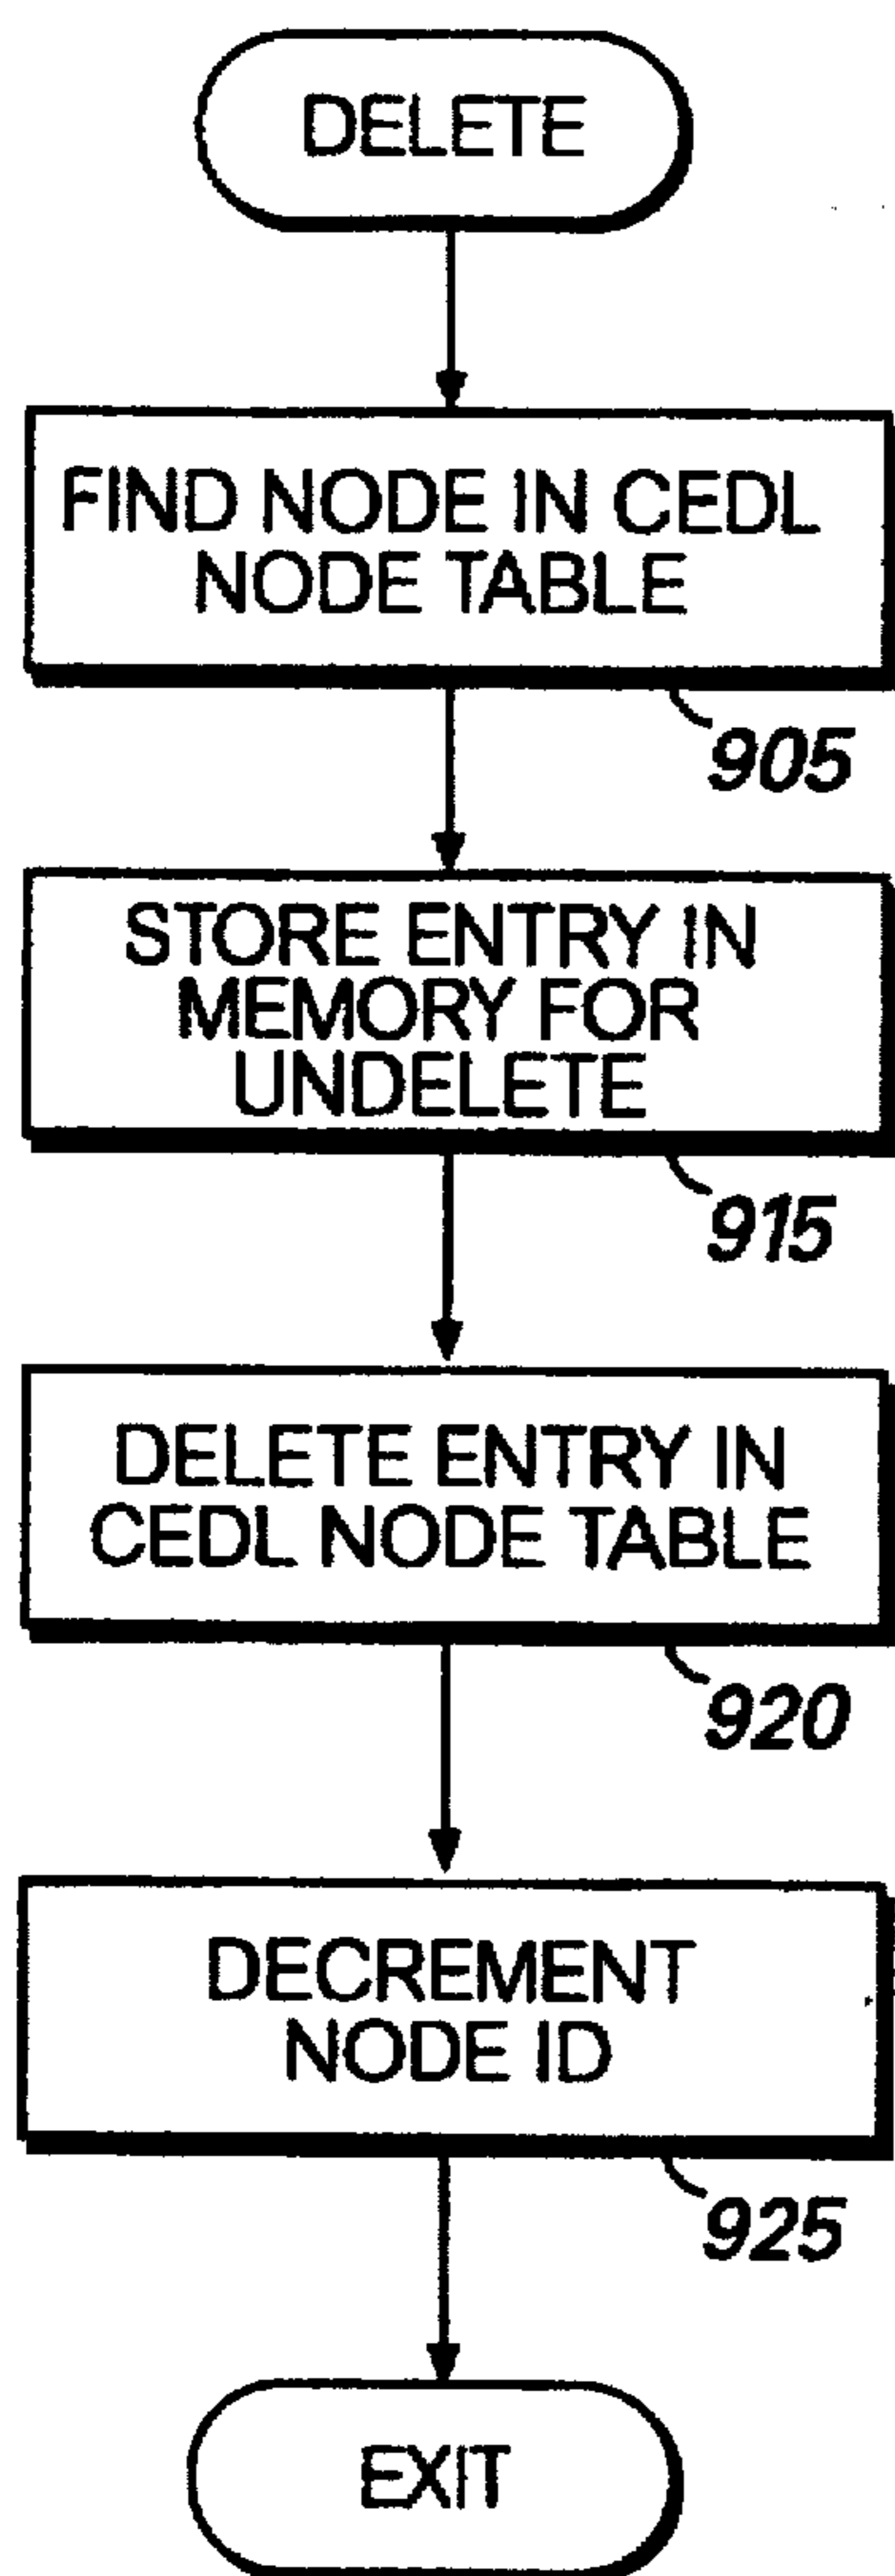 DELETE
FIND NODE IN CEDL
NODE TABLE
905
STORE ENTRY IN
MEMORY FOR
UNDELETE
915
DELETE ENTRY IN
CEDL NODE TABLE
920
DECREMENT
NODE ID
925
EXIT